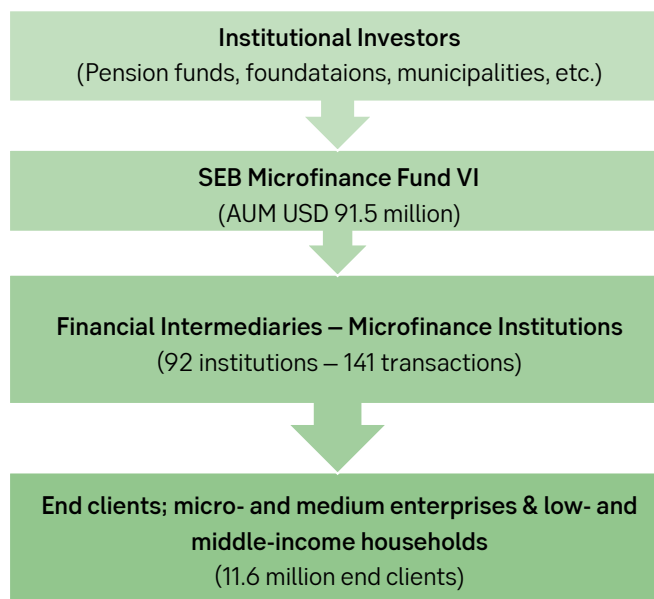 Institutional Investors
(Pension funds, foundataions, municipalities, etc.)
SEB Microfinance Fund VI
(AUM USD 91.5 million)
Financial Intermediaries – Microfinance Institutions
(92 institutions – 141 transactions)
End clients; micro- and medium enterprises & low- and
middle-income households
(11.6 million end clients)